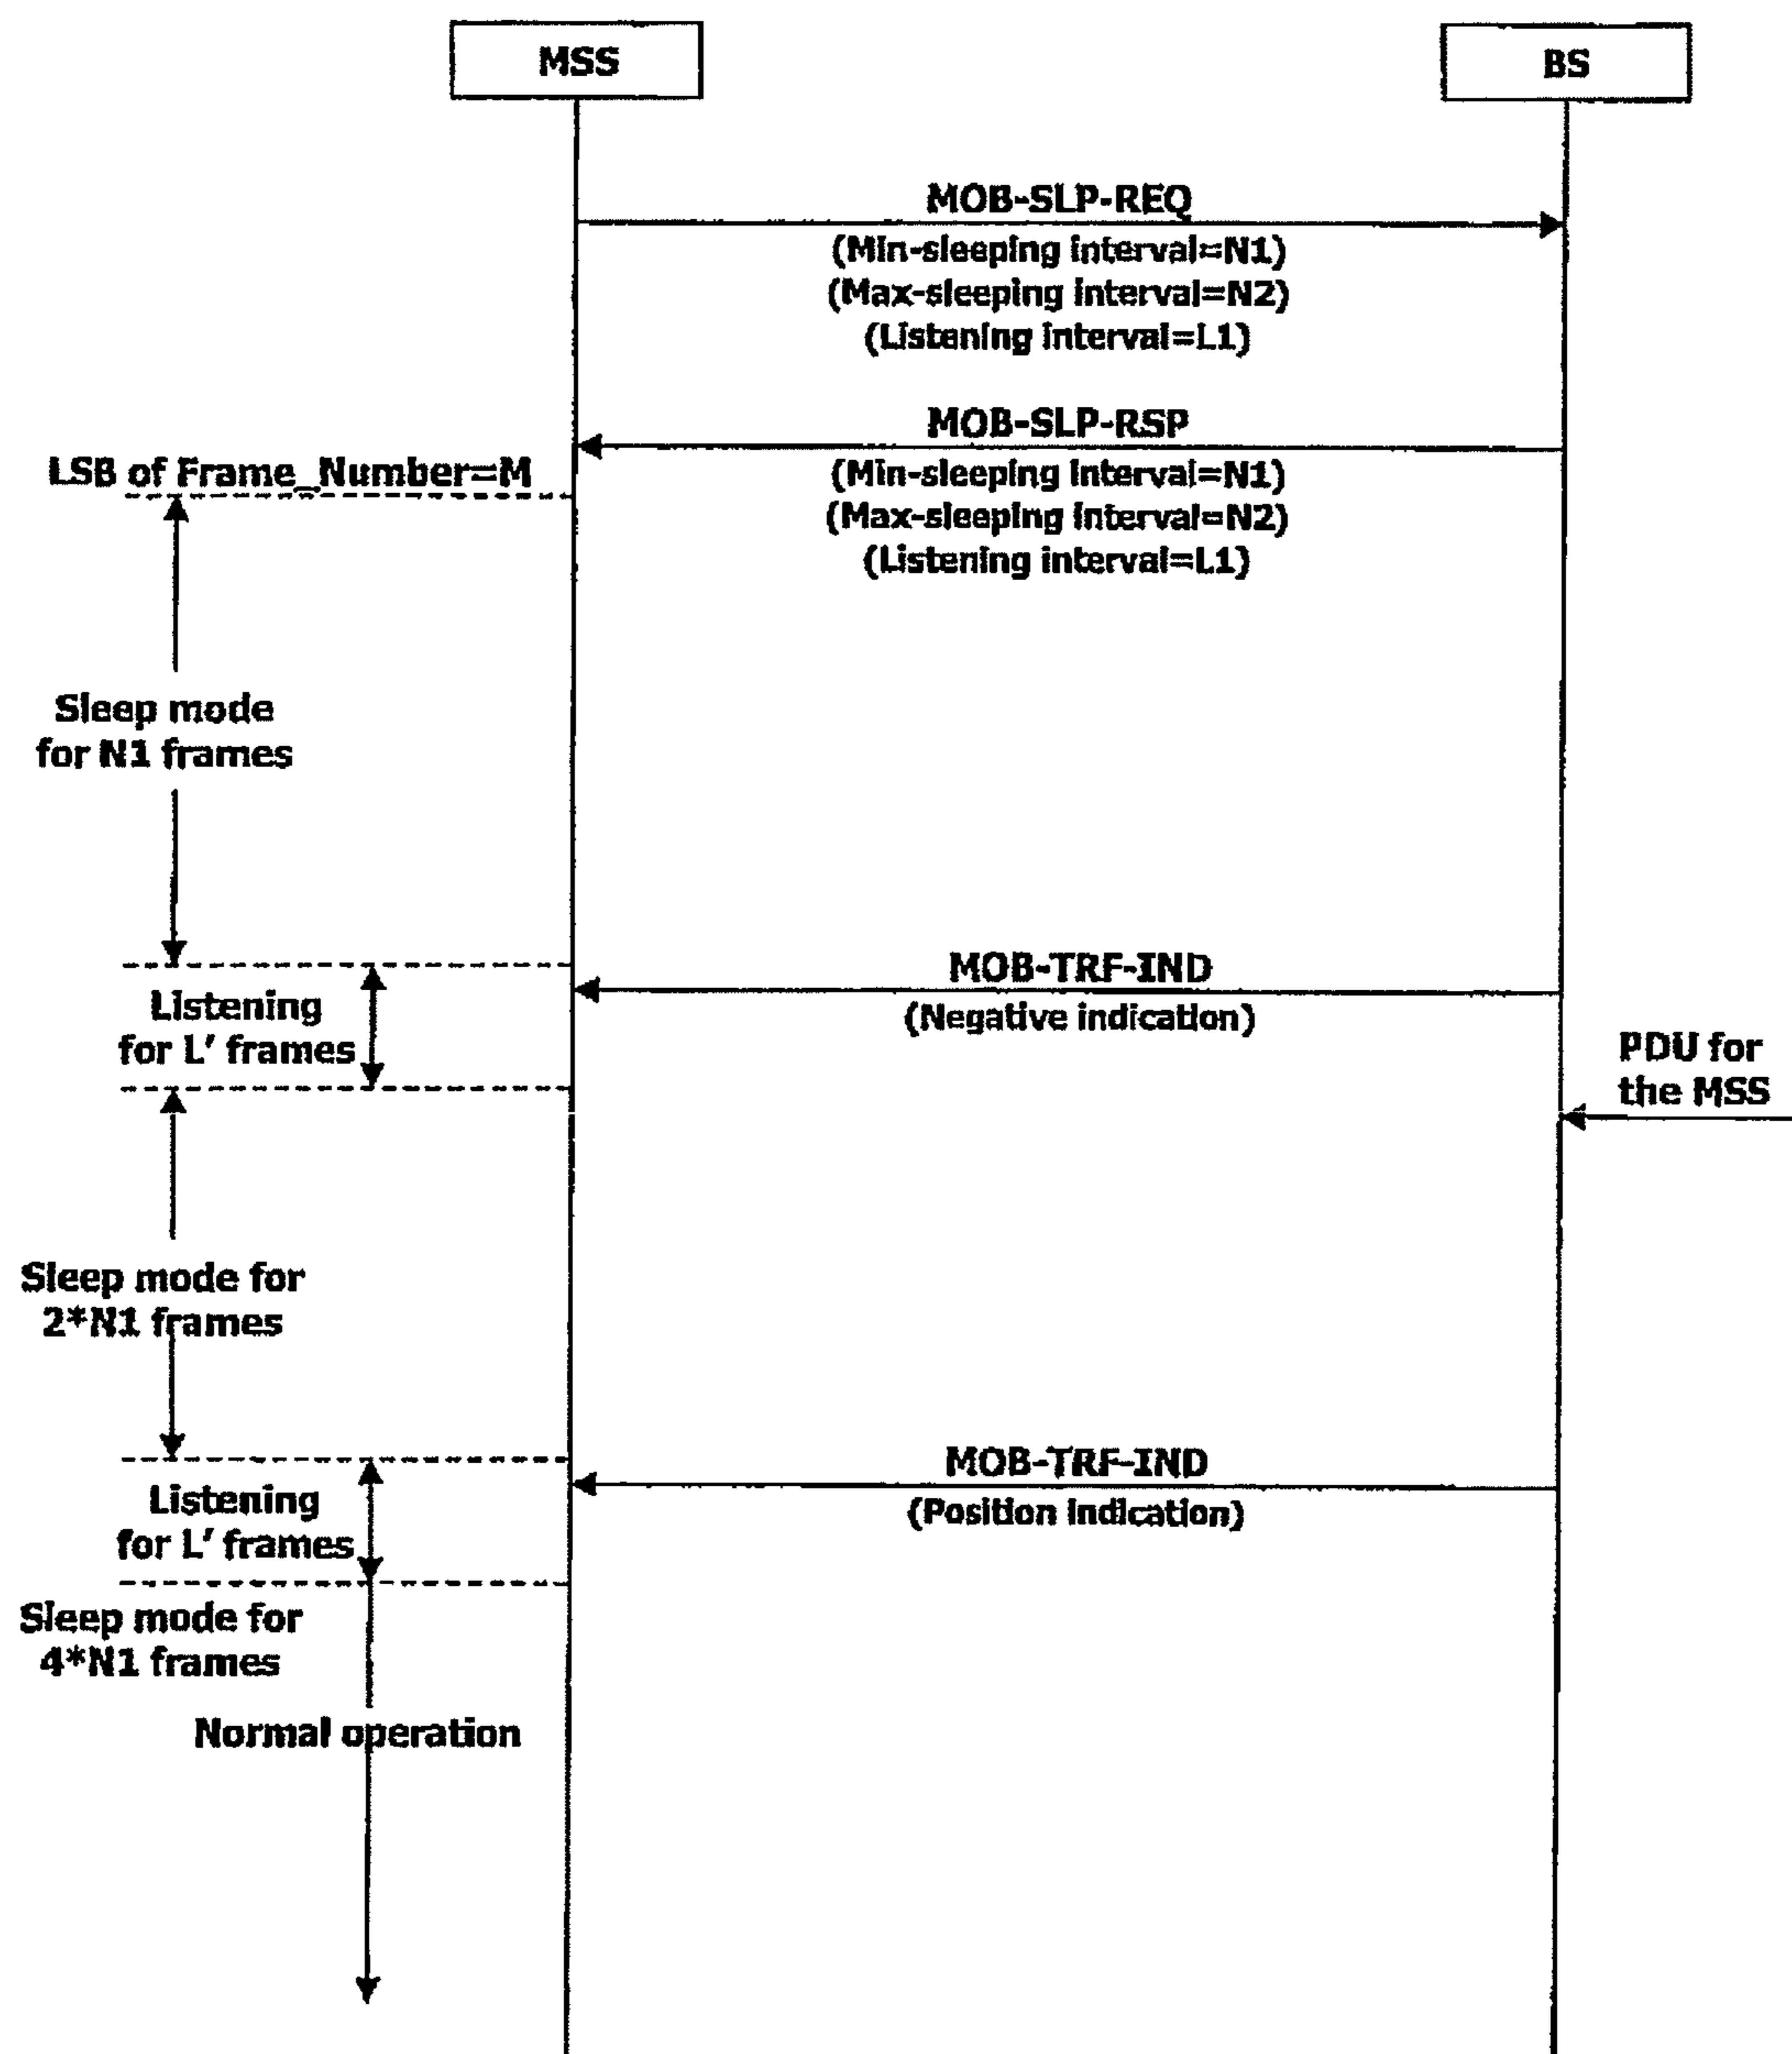 MSS
BS
MOB-SLP-REQ
(Min-sleeping interval=N1)
(Max-sleeping interval=N2)
(Listening interval=L1)
MOB-SLP-RSP
LSB of Frame_Number=M
(Min-sleeping interval=N1)
(Max-sleeping interval=N2)
(Listening interval=L1)
Sleep mode
for N1 frames
MOB-TRF-IND
Listening
for L' frames
(Negative indication)
PDU for
the MSS
Sleep mode for
2*N1 frames
MOB-TRF-IND
Listening
for L' frames
(Position indication)
Sleep mode for
4*N1 frames
Normal operation